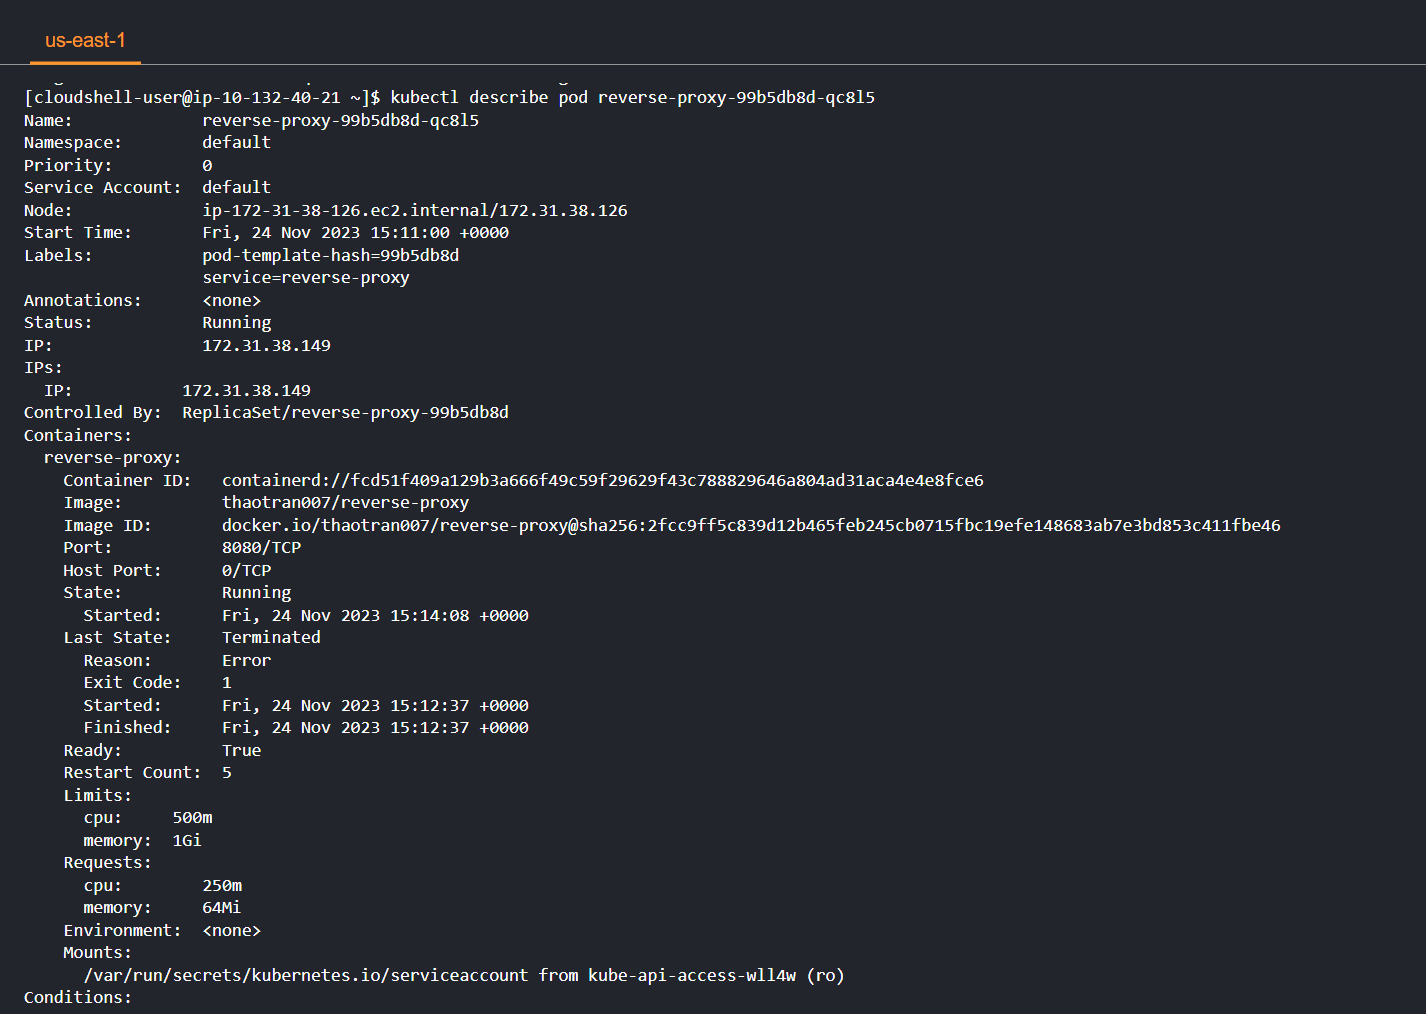 us-east-1
[cloudshell-user@ip-10-132-40-21 ~]$ kubectl describe pod reverse-proxy-99b5db8d-qc8l5
Name:             reverse-proxy-99b5db8d-qc8l5
Namespace:        default
Priority:         0
Service Account:  default
Node:             ip-172-31-38-126.ec2.internal/172.31.38.126
Start Time:       Fri, 24 Nov 2023 15:11:00 +0000
Labels:           pod-template-hash=99b5db8d
                  service=reverse-proxy
Annotations:      <none>
Status:           Running
IP:               172.31.38.149
IPs:
  IP:           172.31.38.149
Controlled By:  ReplicaSet/reverse-proxy-99b5db8d
Containers:
  reverse-proxy:
    Container ID:   containerd://fcd51f409a129b3a666f49c59f29629f43c788829646a804ad31aca4e4e8fce6
    Image:          thaotran007/reverse-proxy
    Image ID:       docker.io/thaotran007/reverse-proxy@sha256:2fcc9ff5c839d12b465feb245cb0715fbc19efe148683ab7e3bd853c411fbe46
    Port:           8080/TCP
    Host Port:      0/TCP
    State:          Running
      Started:      Fri, 24 Nov 2023 15:14:08 +0000
    Last State:     Terminated
      Reason:       Error
      Exit Code:    1
      Started:      Fri, 24 Nov 2023 15:12:37 +0000
      Finished:     Fri, 24 Nov 2023 15:12:37 +0000
    Ready:          True
    Restart Count:  5
    Limits:
      cpu:     500m
      memory:  1Gi
    Requests:
      cpu:        250m
      memory:     64Mi
    Environment:  <none>
    Mounts:
      /var/run/secrets/kubernetes.io/serviceaccount from kube-api-access-wll4w (ro)
Conditions: